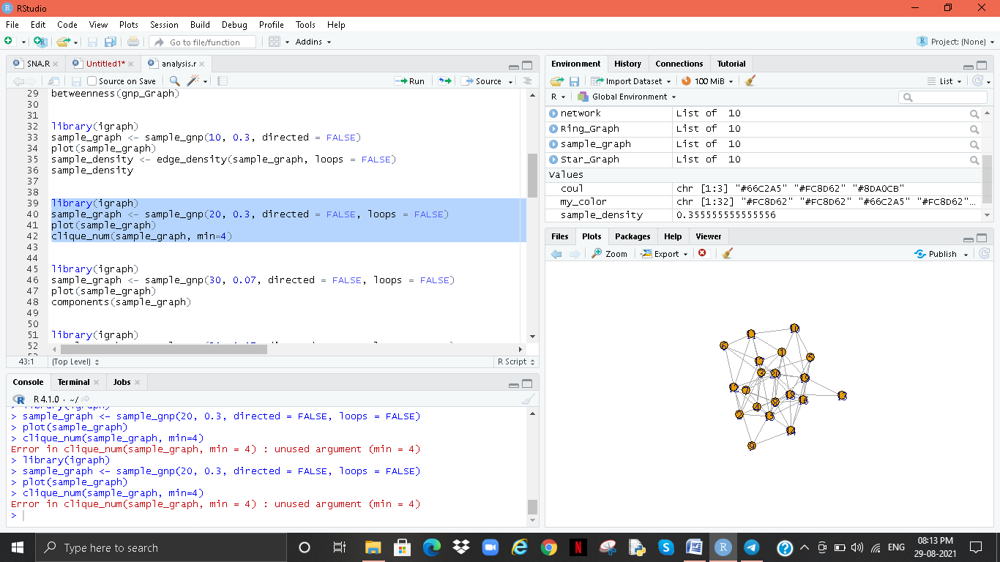 RStudio
File Edit Code View Plots Session Build Debug Profile Tools Help
Go to file/function Addins Project: (None)
SNA.R Untitled1* analysis.r
Source on Save Run Source
29 betweenness(gnp_Graph)
30
31
32 library(igraph)
33 sample_graph <- sample_gnp(10, 0.3, directed = FALSE)
34 plot(sample_graph)
35 sample_density <- edge_density(sample_graph, loops = FALSE)
36 sample_density
37
38
39 library(igraph)
40 sample_graph <- sample_gnp(20, 0.3, directed = FALSE, loops = FALSE)
41 plot(sample_graph)
42 clique_num(sample_graph, min=4)
43
44
45 library(igraph)
46 sample_graph <- sample_gnp(30, 0.07, directed = FALSE, loops = FALSE)
47 plot(sample_graph)
48 components(sample_graph)
49
50
51 library(igraph)
52
43:1 (Top Level) R Script
Console Terminal Jobs
R 4.1.0 · ~/
> library(igraph)
> sample_graph <- sample_gnp(20, 0.3, directed = FALSE, loops = FALSE)
> plot(sample_graph)
> clique_num(sample_graph, min=4)
Error in clique_num(sample_graph, min = 4) : unused argument (min = 4)
> library(igraph)
> sample_graph <- sample_gnp(20, 0.3, directed = FALSE, loops = FALSE)
> plot(sample_graph)
> clique_num(sample_graph, min=4)
Error in clique_num(sample_graph, min = 4) : unused argument (min = 4)
>
Environment History Connections Tutorial
Import Dataset 100 MiB List
R Global Environment
network List of 10
Ring_Graph List of 10
sample_graph List of 10
Star_Graph List of 10
Values
coul chr [1:3] "#66C2A5" "#FC8D62" "#8DA0CB"
my_color chr [1:32] "#FC8D62" "#FC8D62" "#66C2A5" "#FC8D62"...
sample_density 0.355555555555556
Files Plots Packages Help Viewer
Zoom Export Publish
Type here to search
ENG
08:13 PM
29-08-2021